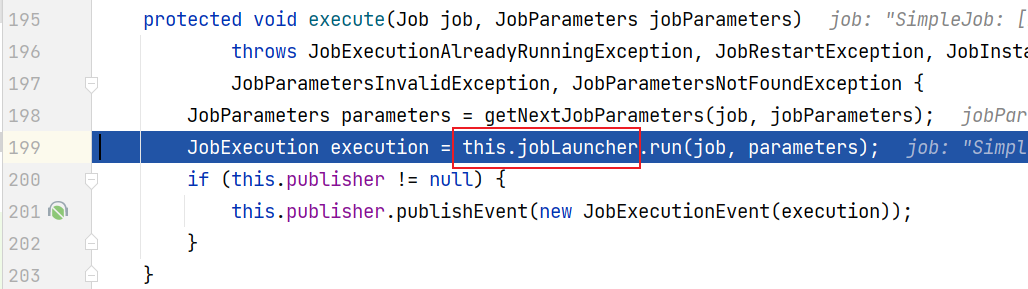 195 protected void execute(Job job, JobParameters jobParameters) job: "SimpleJob: [
196 throws JobExecutionAlreadyRunningException, JobRestartException, JobInsta
197 JobParametersInvalidException, JobParametersNotFoundException {
198 JobParameters parameters = getNextJobParameters(job, jobParameters); jobPar
199 JobExecution execution = this.jobLauncher.run(job, parameters); job: "Simpl
200 if (this.publisher != null) {
201 this.publisher.publishEvent(new JobExecutionEvent(execution));
202 }
203 }